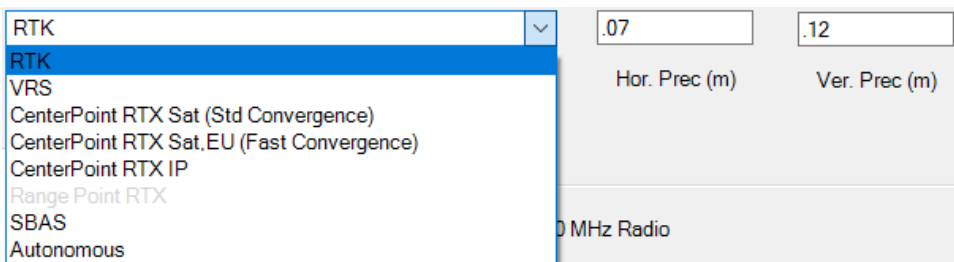 RTK
.07
.12
RTK
Hor. Prec (m)
Ver. Prec (m)
VRS
CenterPoint RTX Sat (Std Convergence)
CenterPoint RTX Sat,EU (Fast Convergence)
CenterPoint RTX IP
Range Point RTX
SBAS
0 MHz Radio
Autonomous